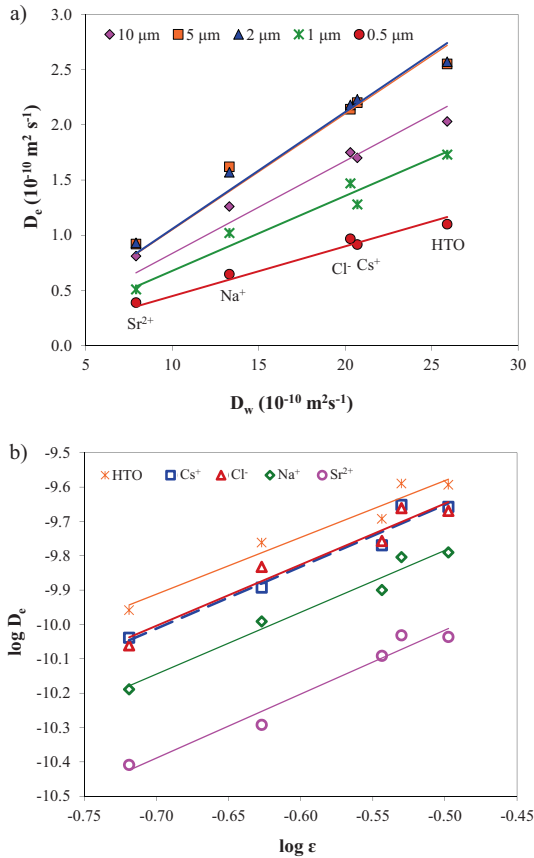 a)
10 μm 5 μm 2 μm 1 μm 0.5 μm
3.0
2.5
2.0
1.5
1.0
0.5
0.0
Dₑ (10⁻¹⁰ m² s⁻¹)
Sr²⁺
Na⁺
Cl⁻ Cs⁺
HTO
5 10 15 20 25 30
D_w (10⁻¹⁰ m²s⁻¹)
b)
HTO Cs⁺ Cl⁻ Na⁺ Sr²⁺
-9.5
-9.6
-9.7
-9.8
-9.9
-10.0
-10.1
-10.2
-10.3
-10.4
-10.5
log Dₑ
-0.75 -0.70 -0.65 -0.60 -0.55 -0.50 -0.45
log ε